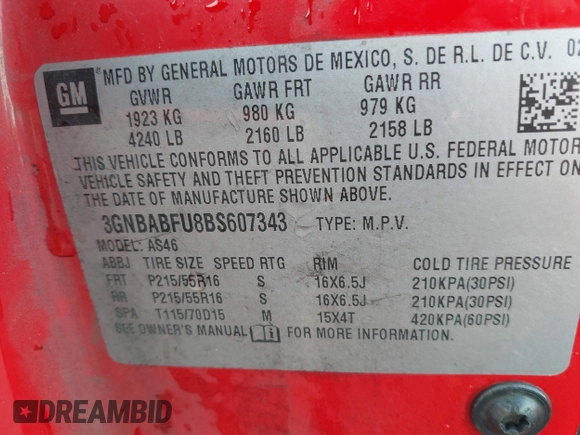 GM
®MFD BY GENERAL MOTORS DE MEXICO, S. DE R.L. DE C.V. 02
GVWR GAWR FRT GAWR RR
1923 KG 980 KG 979 KG
4240 LB 2160 LB 2158 LB
THIS VEHICLE CONFORMS TO ALL APPLICABLE U.S. FEDERAL MOTOR
VEHICLE SAFETY AND THEFT PREVENTION STANDARDS IN EFFECT
THE DATE OF MANUFACTURE SHOWN ABOVE.
3GNBABFU8BS607343 TYPE: M.P.V.
MODEL: AS46
ABBJ TIRE SIZE SPEED RTG RIM COLD TIRE PRESSURE
FRT P215/55R16 S 16X6.5J 210KPA(30PSI)
RR P215/55R16 S 16X6.5J 210KPA(30PSI)
SPA T115/70D15 M 15X4T 420KPA(60PSI)
SEE OWNER'S MANUAL FOR MORE INFORMATION.
DREAMBID